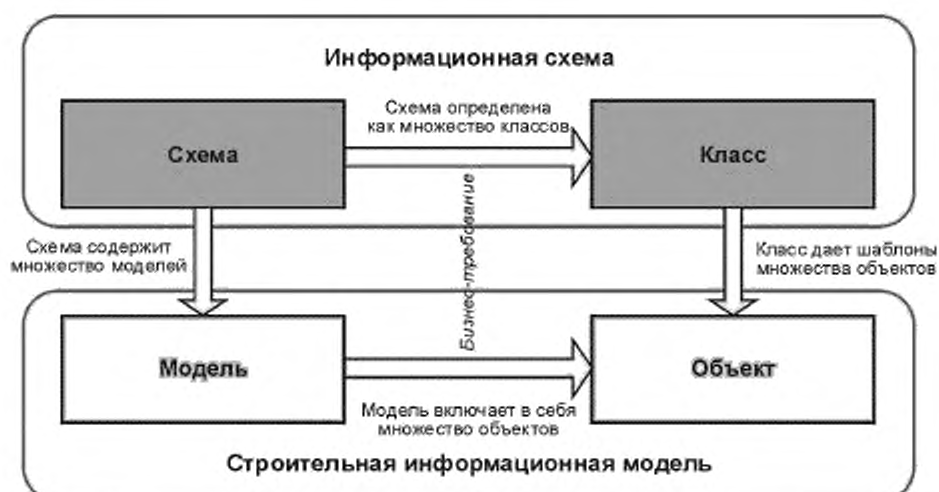 Информационная схема
Схема определена
как множество классов
Схема
Класс
Бизнес-требование
Схема содержит
множество моделей
Класс дает шаблоны
множества объектов
Модель
Объект
Модель включает в себя
множество объектов
Строительная информационная модель